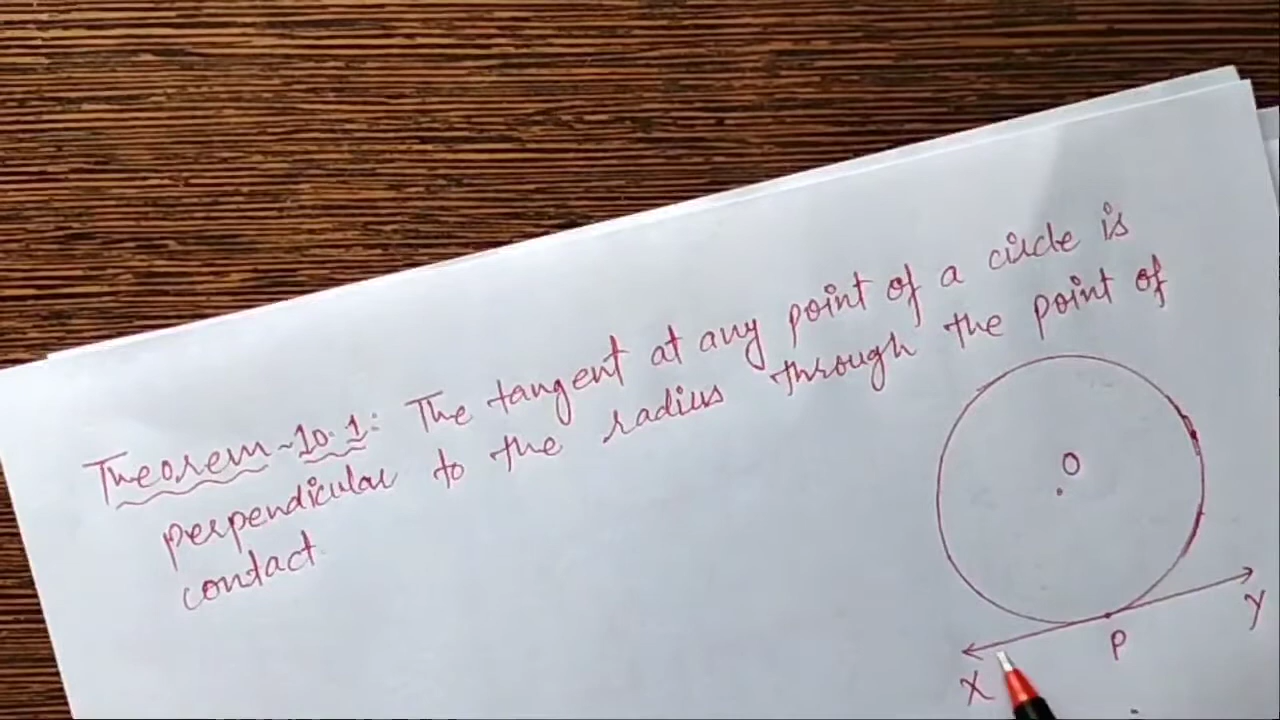 Theorem-10.1: The tangent at any point of a circle is
perpendicular to the radius through the point of
contact
O
P
X
Y